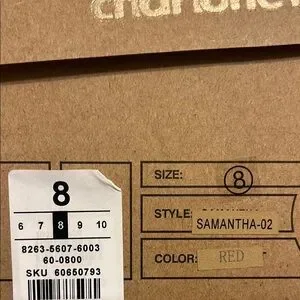 8
6 7 8 9 10
8263-5607-6003
60-0800
SKU 60650793
SIZE: 8
STYLE: SAMANTHA-02
COLOR: RED